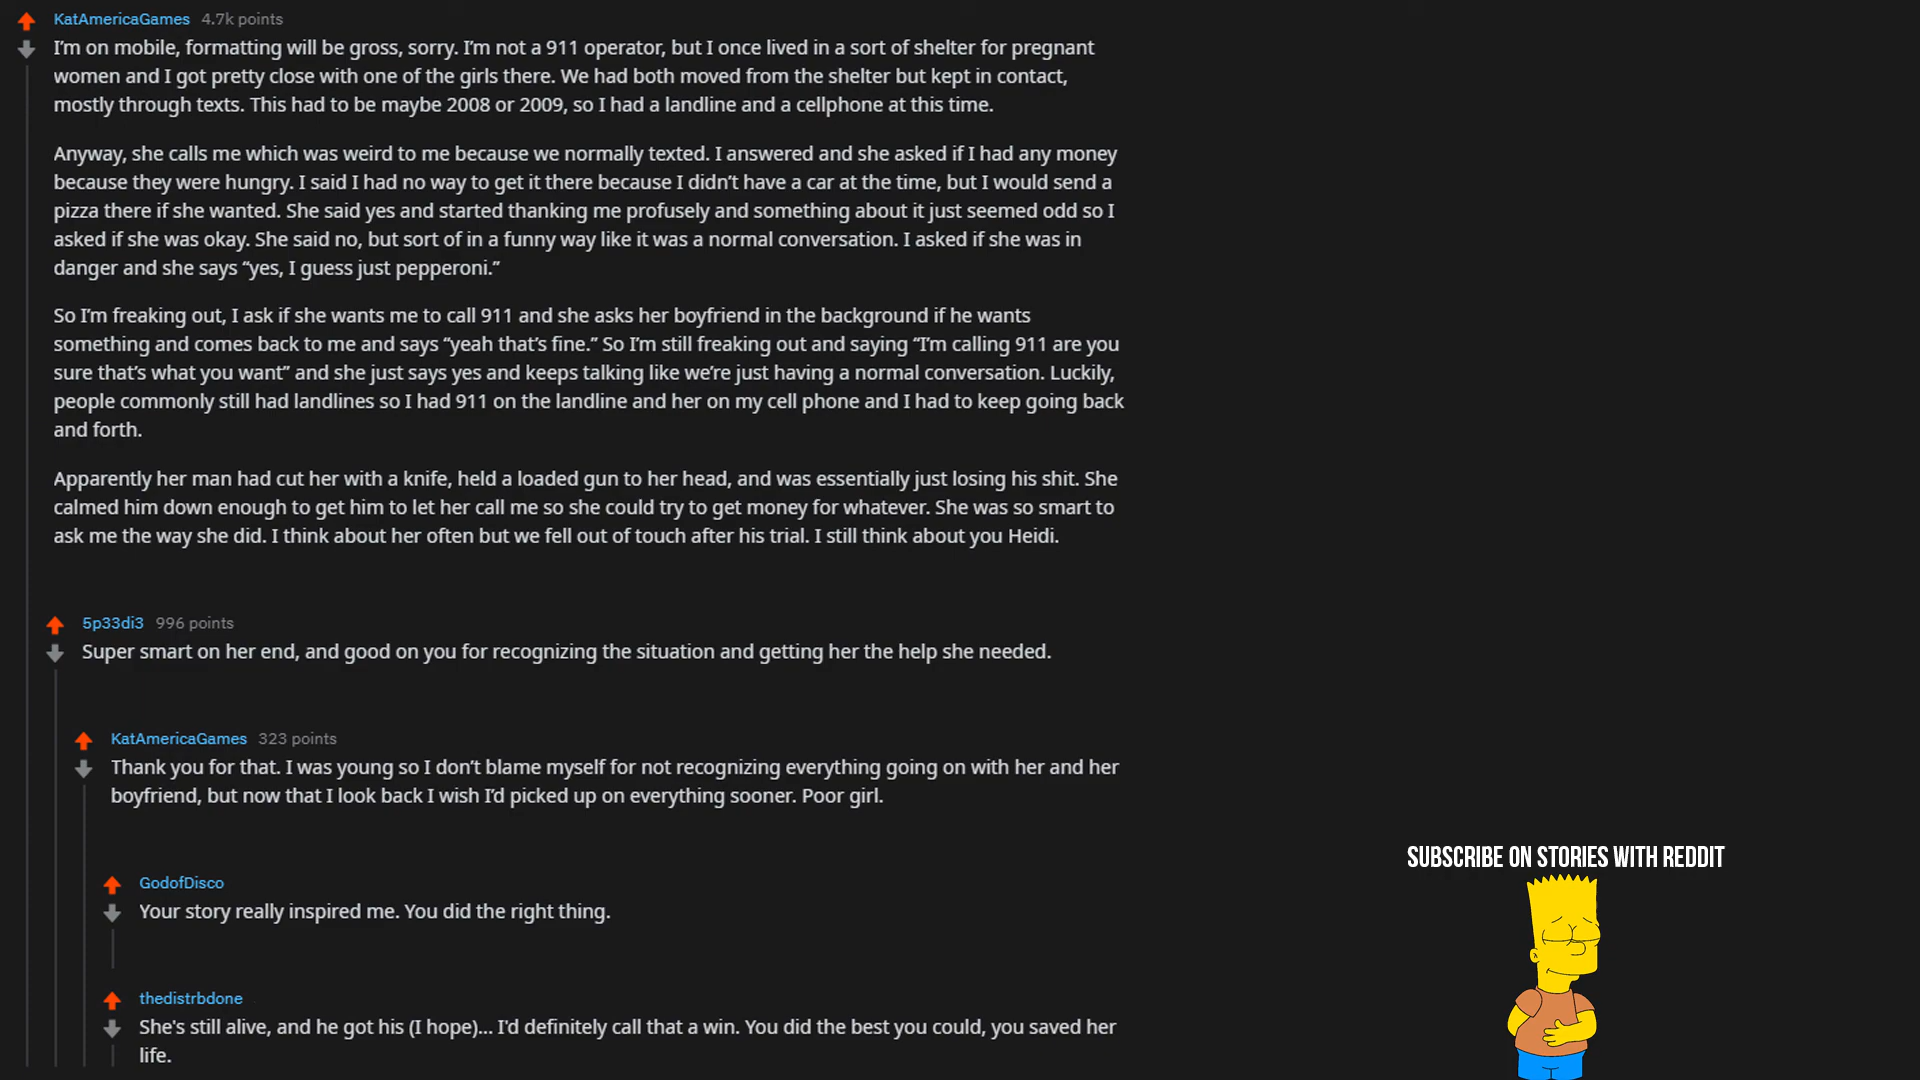 KatAmericaGames 4.7k points
I'm on mobile, formatting will be gross, sorry. I'm not a 911 operator, but I once lived in a sort of shelter for pregnant
women and I got pretty close with one of the girls there. We had both moved from the shelter but kept in contact,
mostly through texts. This had to be maybe 2008 or 2009, so I had a landline and a cellphone at this time.
Anyway, she calls me which was weird to me because we normally texted. I answered and she asked if I had any money
because they were hungry. I said I had no way to get it there because I didn't have a car at the time, but I would send a
pizza there if she wanted. She said yes and started thanking me profusely and something about it just seemed odd so I
asked if she was okay. She said no, but sort of in a funny way like it was a normal conversation. I asked if she was in
danger and she says “yes, I guess just pepperoni.”
So I'm freaking out, I ask if she wants me to call 911 and she asks her boyfriend in the background if he wants
something and comes back to me and says “yeah that's fine.” So I'm still freaking out and saying “I'm calling 911 are you
sure that's what you want” and she just says yes and keeps talking like we're just having a normal conversation. Luckily,
people commonly still had landlines so I had 911 on the landline and her on my cell phone and I had to keep going back
and forth.
Apparently her man had cut her with a knife, held a loaded gun to her head, and was essentially just losing his shit. She
calmed him down enough to get him to let her call me so she could try to get money for whatever. She was so smart to
ask me the way she did. I think about her often but we fell out of touch after his trial. I still think about you Heidi.
5p33di3 996 points
Super smart on her end, and good on you for recognizing the situation and getting her the help she needed.
KatAmericaGames 323 points
Thank you for that. I was young so I don't blame myself for not recognizing everything going on with her and her
boyfriend, but now that I look back I wish I'd picked up on everything sooner. Poor girl.
GodofDisco
Your story really inspired me. You did the right thing.
thedistrbdone
She's still alive, and he got his (I hope)... I'd definitely call that a win. You did the best you could, you saved her
life.
SUBSCRIBE ON STORIES WITH REDDIT